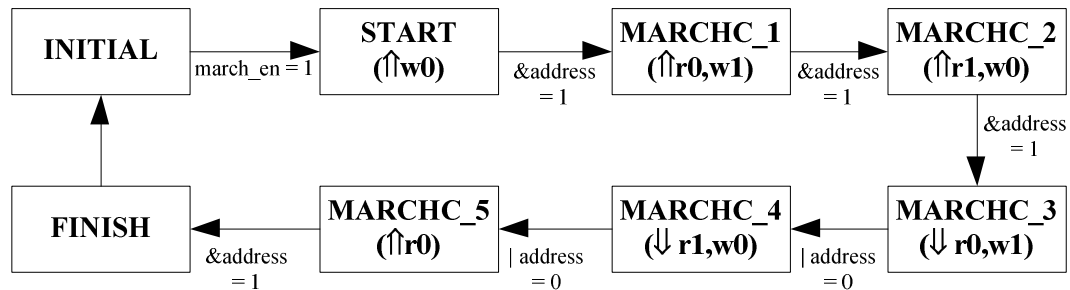 INITIAL
march_en = 1
START
(⇑w0)
&address
= 1
MARCHC_1
(⇑r0,w1)
&address
= 1
MARCHC_2
(⇑r1,w0)
&address
= 1
MARCHC_3
(⇓ r0,w1)
| address
= 0
MARCHC_4
(⇓ r1,w0)
| address
= 0
MARCHC_5
(⇑r0)
&address
= 1
FINISH